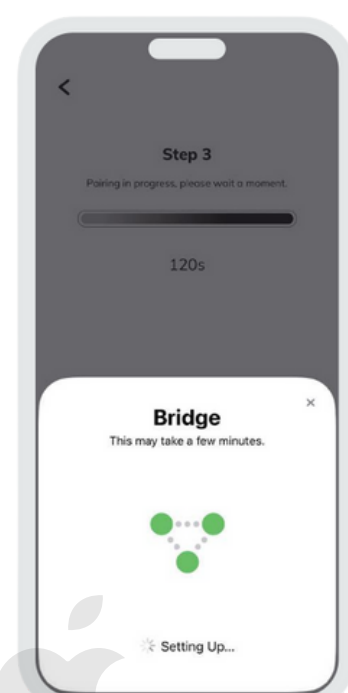 Step 3
Pairing in progress, please wait a moment.
120s
Bridge
This may take a few minutes.
Setting Up...